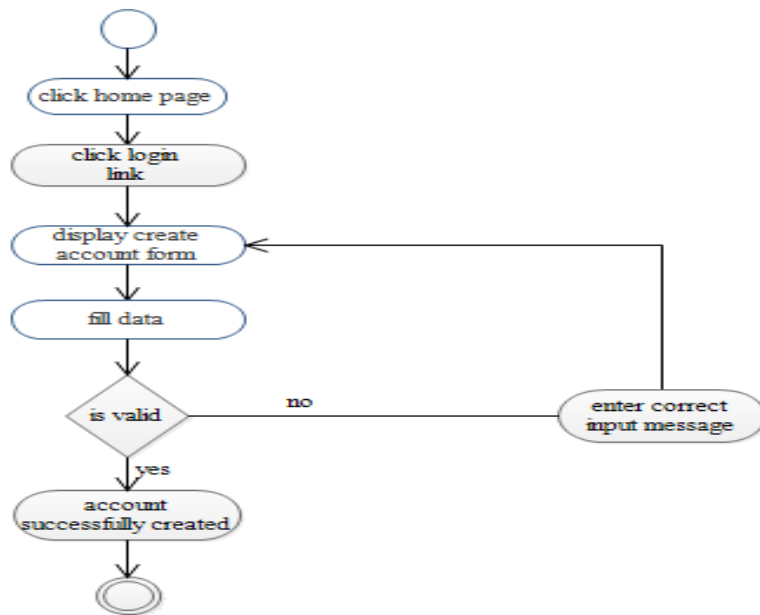 click home page
click login
link
display create
account form
fill data
is valid
no
enter correct
input message
yes
account
successfully created